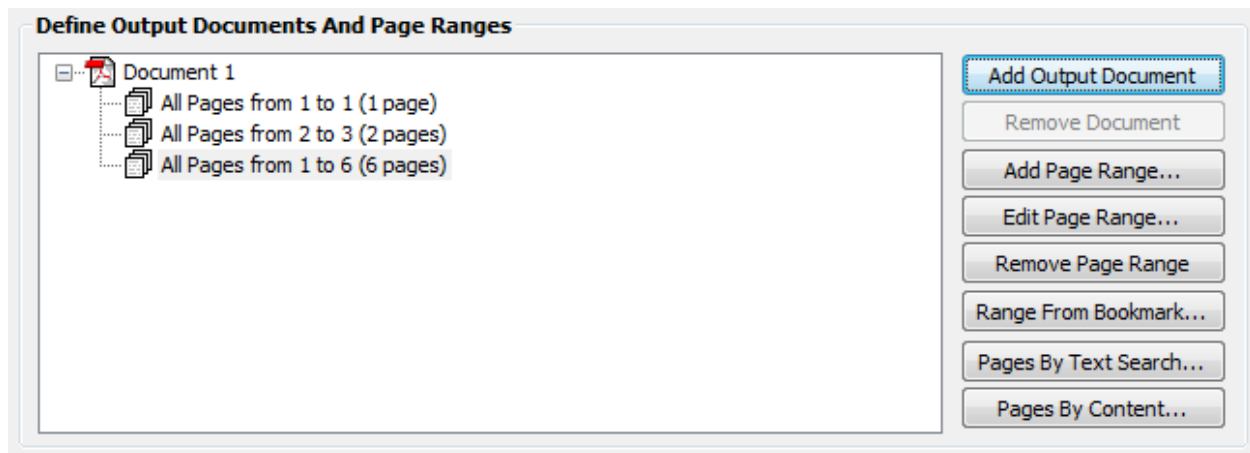 Define Output Documents And Page Ranges
Document 1
All Pages from 1 to 1 (1 page)
All Pages from 2 to 3 (2 pages)
All Pages from 1 to 6 (6 pages)
Add Output Document
Remove Document
Add Page Range...
Edit Page Range...
Remove Page Range
Range From Bookmark...
Pages By Text Search...
Pages By Content...